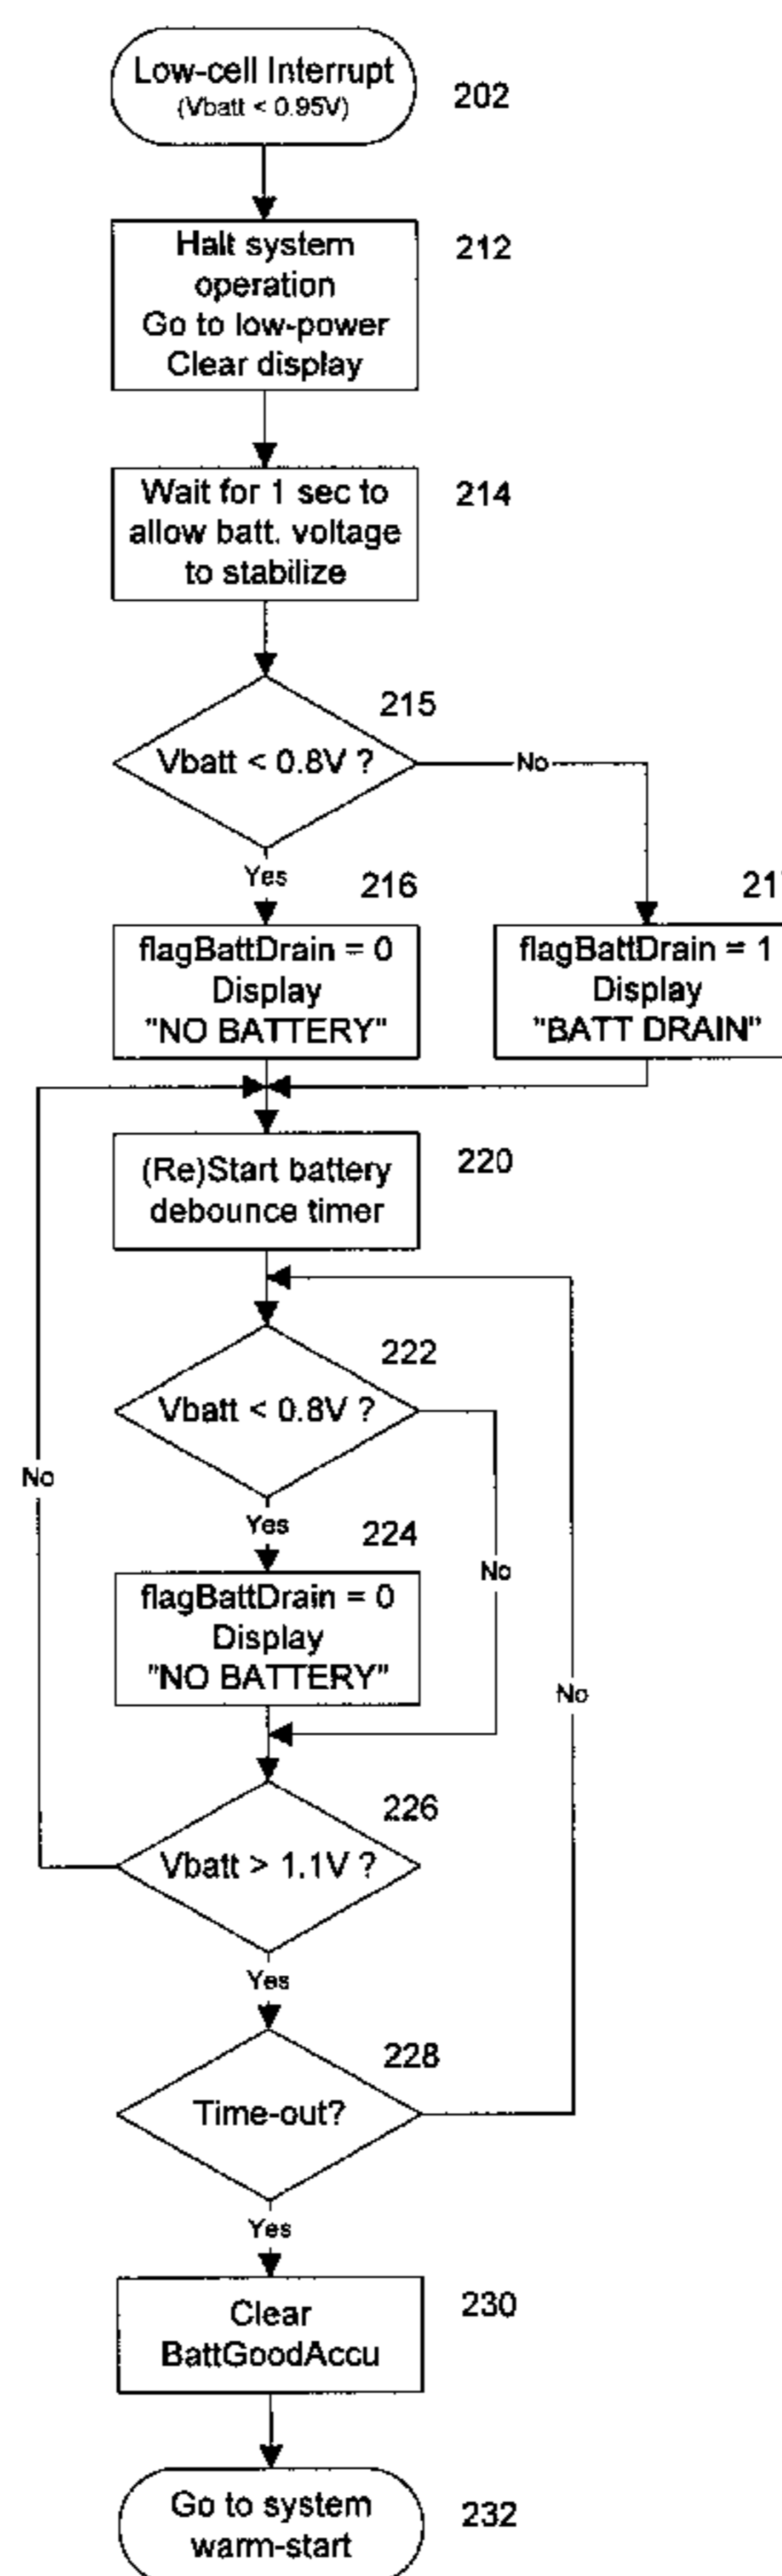 Low-cell Interrupt
(Vbatt < 0.95V)
202
Halt system
operation
Go to low-power
Clear display
212
Wait for 1 sec to
allow batt. voltage
to stabilize
214
215
Vbatt < 0.8V ?
No
Yes
216
flagBattDrain = 0
Display
"NO BATTERY"
flagBattDrain = 1
Display
"BATT DRAIN"
(Re)Start battery
debounce timer
220
222
Vbatt < 0.8V ?
No
Yes
224
No
flagBattDrain = 0
Display
"NO BATTERY"
No
226
Vbatt > 1.1V ?
Yes
228
Time-out?
Yes
Clear
BattGoodAccu
230
Go to system
warm-start
232